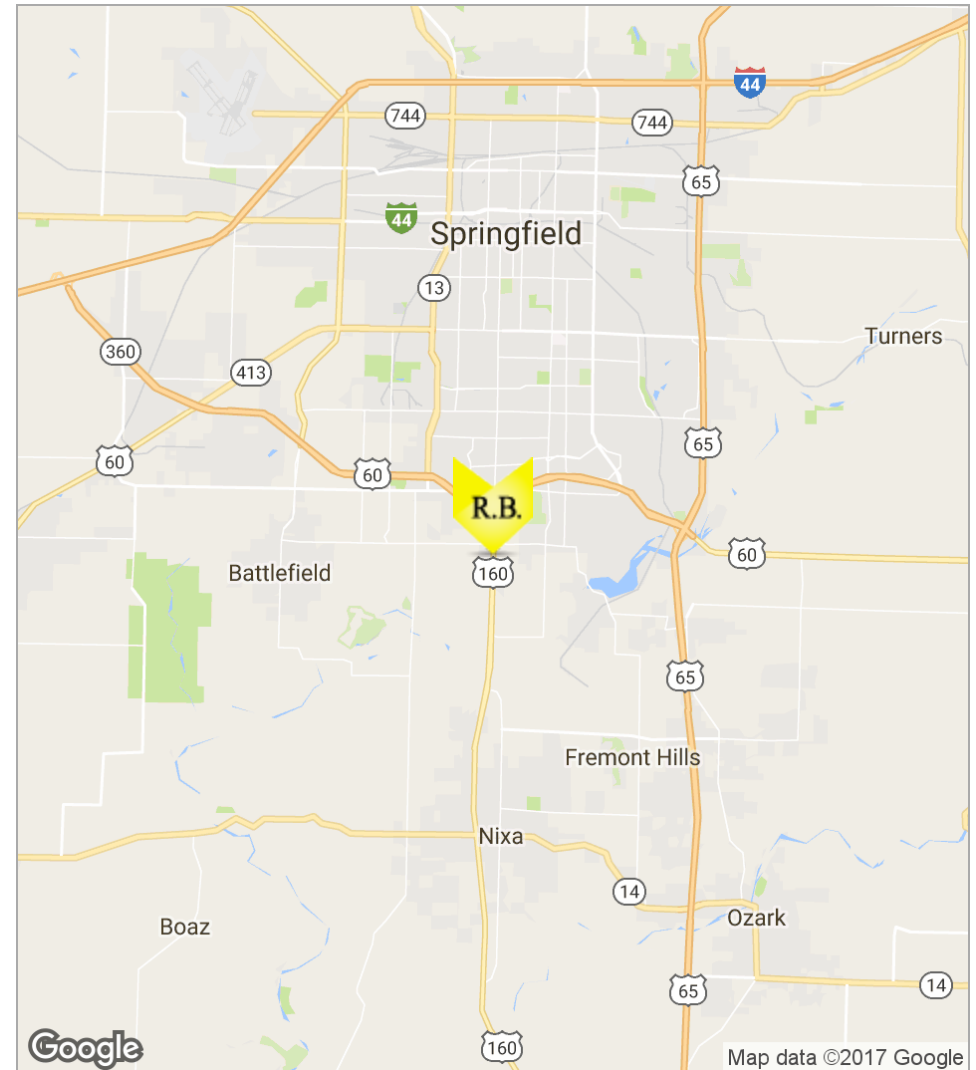 44
744
744
65
44
Springfield
13
Turners
360
413
65
60
60
R.B.
60
160
Battlefield
65
Fremont Hills
Nixa
14
Ozark
Boaz
14
65
160
Google
Map data ©2017 Google